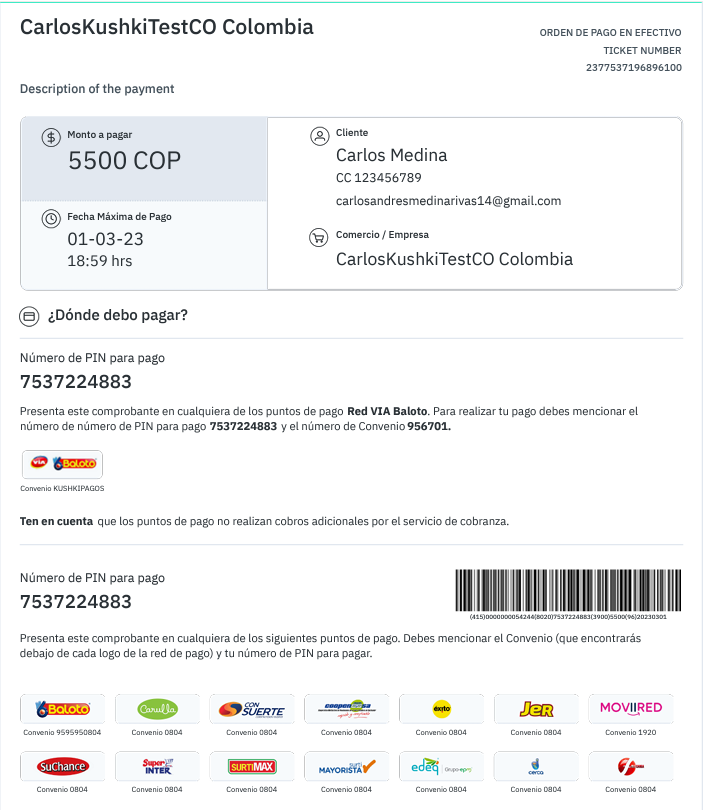 CarlosKushkiTestCO Colombia
ORDEN DE PAGO EN EFECTIVO
TICKET NUMBER
2377537196896100
Description of the payment
Monto a pagar
5500 COP
Fecha Máxima de Pago
01-03-23
18:59 hrs
Cliente
Carlos Medina
CC 123456789
carlosandresmedinarivas14@gmail.com
Comercio / Empresa
CarlosKushkiTestCO Colombia
¿Dónde debo pagar?
Número de PIN para pago
7537224883
Presenta este comprobante en cualquiera de los puntos de pago Red VIA Baloto. Para realizar tu pago debes mencionar el
número de número de PIN para pago 7537224883 y el número de Convenio 956701.
VIA Baloto
Convenio KUSHKIPAGOS
Ten en cuenta que los puntos de pago no realizan cobros adicionales por el servicio de cobranza.
Número de PIN para pago
7537224883
(415)0000000054244(8020)7537224883(3900)5500(96)20230301
Presenta este comprobante en cualquiera de los siguientes puntos de pago. Debes mencionar el Convenio (que encontrarás
debajo de cada logo de la red de pago) y tu número de PIN para pagar.
Baloto Carulla CON SUERTE éxito JER MOVIIRED
Convenio 9595950804 Convenio 0804 Convenio 0804 Convenio 0804 Convenio 0804 Convenio 0804 Convenio 1920
SuChance Super INTER SURTIMAX surti MAYORISTA edeq Grupo·epm cerca
Convenio 0804 Convenio 0804 Convenio 0804 Convenio 0804 Convenio 0804 Convenio 0804 Convenio 0804